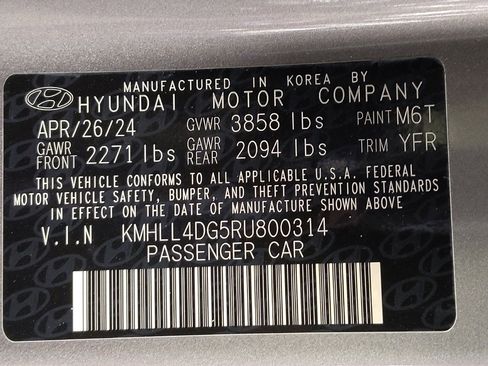 MANUFACTURED IN KOREA BY
HYUNDAI MOTOR COMPANY
APR/26/24 GVWR 3858 lbs PAINT M6T
GAWR FRONT 2271 lbs GAWR REAR 2094 lbs TRIM YFR
THIS VEHICLE CONFORMS TO ALL APPLICABLE U.S.A. FEDERAL
MOTOR VEHICLE SAFETY, BUMPER, AND THEFT PREVENTION STANDARDS
IN EFFECT ON THE DATE OF MANUFACTURE SHOWN ABOVE
V.I.N KMHLL4DG5RU800314
PASSENGER CAR